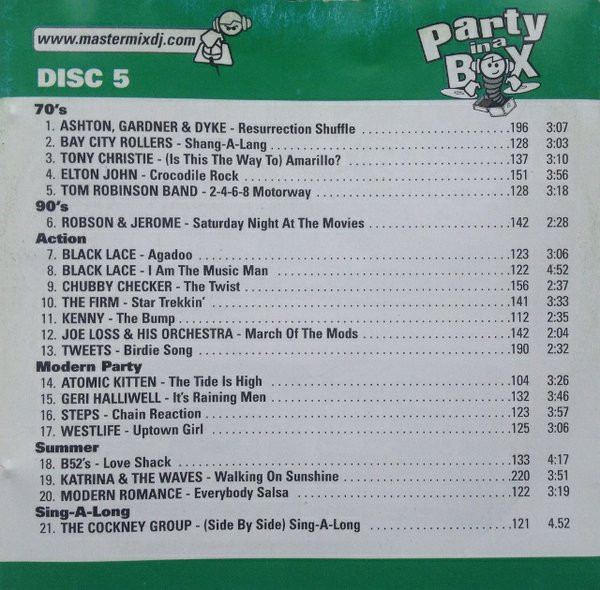 www.mastermixdj.com
Party
in a
BOX
DISC 5
70's
1. ASHTON, GARDNER & DYKE - Resurrection Shuffle 196 3:07
2. BAY CITY ROLLERS - Shang-A-Lang 128 3:03
3. TONY CHRISTIE - (Is This The Way To) Amarillo? 137 3:10
4. ELTON JOHN - Crocodile Rock 151 3:56
5. TOM ROBINSON BAND - 2-4-6-8 Motorway 128 3:18
90's
6. ROBSON & JEROME - Saturday Night At The Movies 142 2:28
Action
7. BLACK LACE - Agadoo 123 3:06
8. BLACK LACE - I Am The Music Man 122 4:52
9. CHUBBY CHECKER - The Twist 156 2:37
10. THE FIRM - Star Trekkin' 141 3:33
11. KENNY - The Bump 112 2:35
12. JOE LOSS & HIS ORCHESTRA - March Of The Mods 142 2:04
13. TWEETS - Birdie Song 190 2:32
Modern Party
14. ATOMIC KITTEN - The Tide Is High 104 3:26
15. GERI HALLIWELL - It's Raining Men 132 3:46
16. STEPS - Chain Reaction 123 3:57
17. WESTLIFE - Uptown Girl 125 3:06
Summer
18. B52's - Love Shack 133 4:17
19. KATRINA & THE WAVES - Walking On Sunshine 220 3:51
20. MODERN ROMANCE - Everybody Salsa 122 3:19
Sing-A-Long
21. THE COCKNEY GROUP - (Side By Side) Sing-A-Long 121 4.52